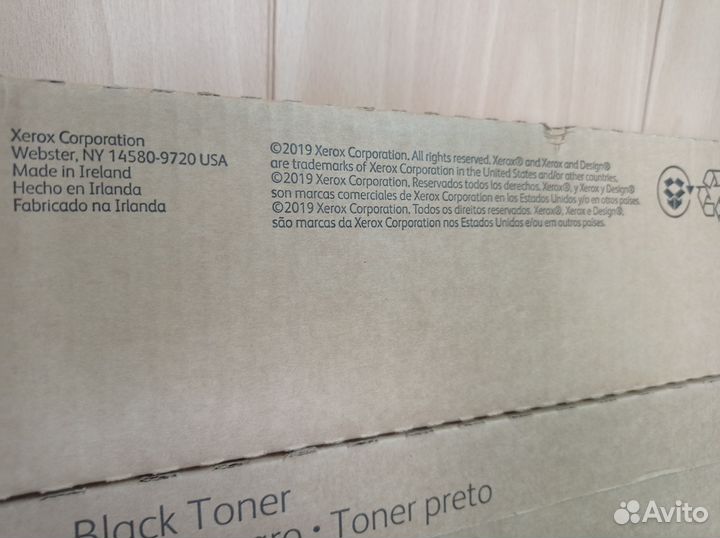 Xerox Corporation
Webster, NY 14580-9720 USA
Made in Ireland
Hecho en Irlanda
Fabricado na Irlanda
©2019 Xerox Corporation. All rights reserved. Xerox® and Xerox and Design®
are trademarks of Xerox Corporation in the United States and/or other countries.
©2019 Xerox Corporation. Reservados todos los derechos. Xerox®, y Xerox y Design®
son marcas comerciales de Xerox Corporation en los Estados Unidos y/o en otros países.
©2019 Xerox Corporation. Todos os direitos reservados. Xerox®, Xerox e Design®,
são marcas da Xerox Corporation nos Estados Unidos e/ou em outros países.
Black Toner
• Toner preto
Avito